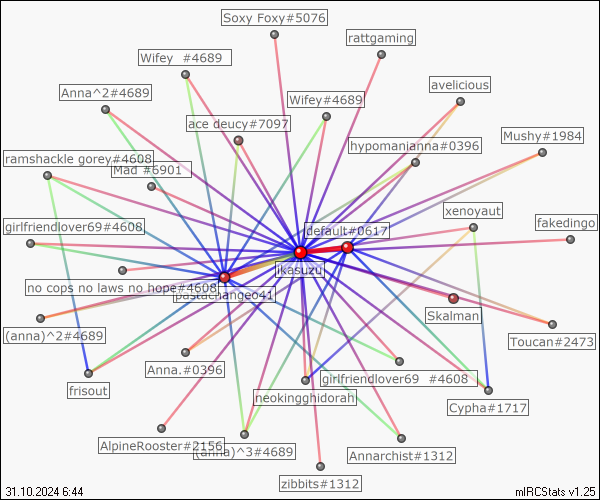 Soxy Foxy#5076
rattgaming
Wifey  #4689
avelicious
Anna^2#4689
Wifey#4689
ace deucy#7097
Mushy#1984
hypomanianna#0396
ramshackle gorey#4608
Mad #6901
xenoyaut
girlfriendlover69#4608
default#0617
fakedingo
ikasuzu
no cops no laws no hope#4608
pastachangeo41
Skalman
(anna)^2#4689
Toucan#2473
Anna.#0396
girlfriendlover69  #4608
frisout
neokingghidorah
Cypha#1717
AlpineRooster#2156
(anna)^3#4689
Annarchist#1312
zibbits#1312
31.10.2024 6:44
mIRCStats v1.25